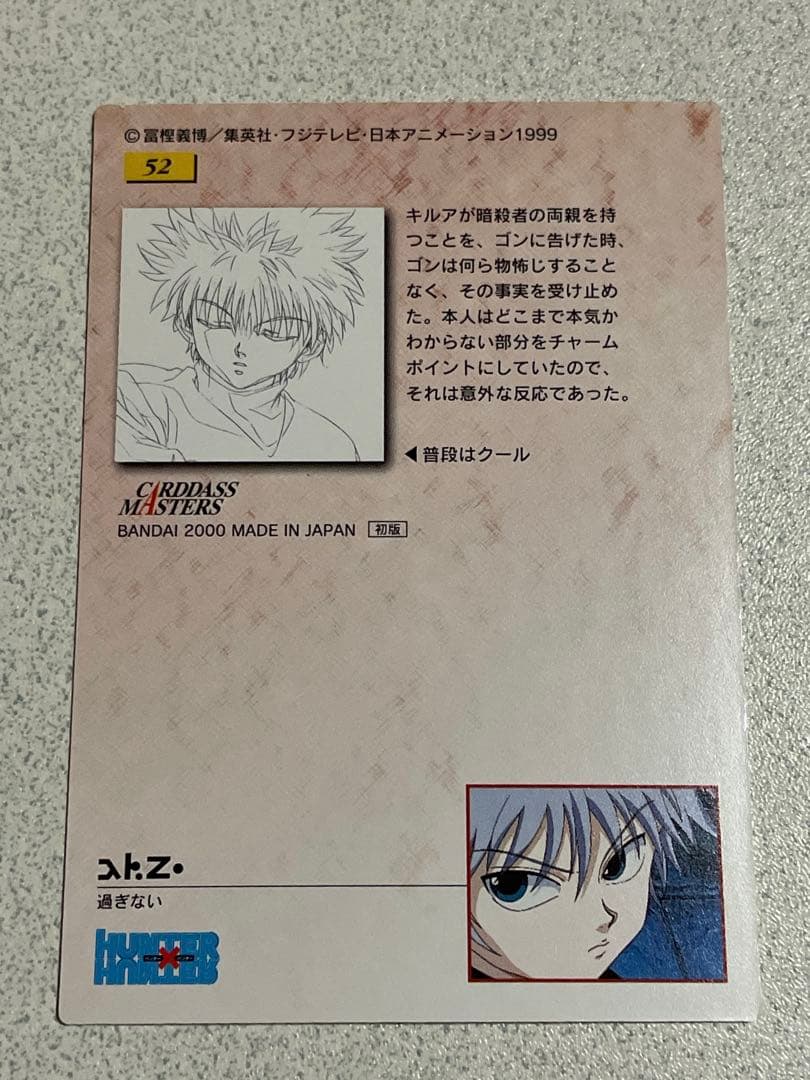 ©冨樫義博／集英社・フジテレビ・日本アニメーション1999
52
キルアが暗殺者の両親を持
つことを、ゴンに告げた時、
ゴンは何ら物怖じすること
なく、その事実を受け止め
た。本人はどこまで本気か
わからない部分をチャーム
ポイントにしていたので、
それは意外な反応であった。
◀普段はクール
CARDDASS
MASTERS
BANDAI 2000 MADE IN JAPAN 初版
過ぎない
HUNTER
×
HUNTER